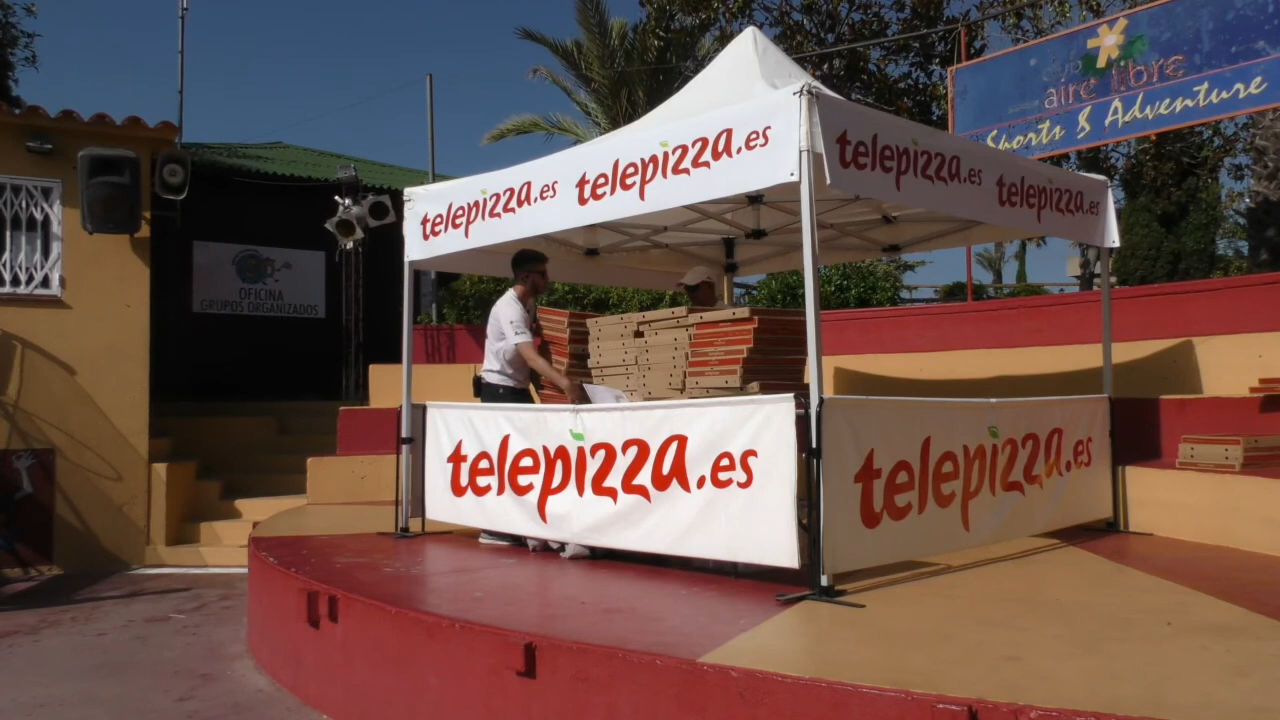 aire libre
Sports & Adventure
telepizza.es telepizza.es
telepizza.es telepizza.es
OFICINA
GRUPOS ORGANIZADOS
telepizza.es
telepizza.es